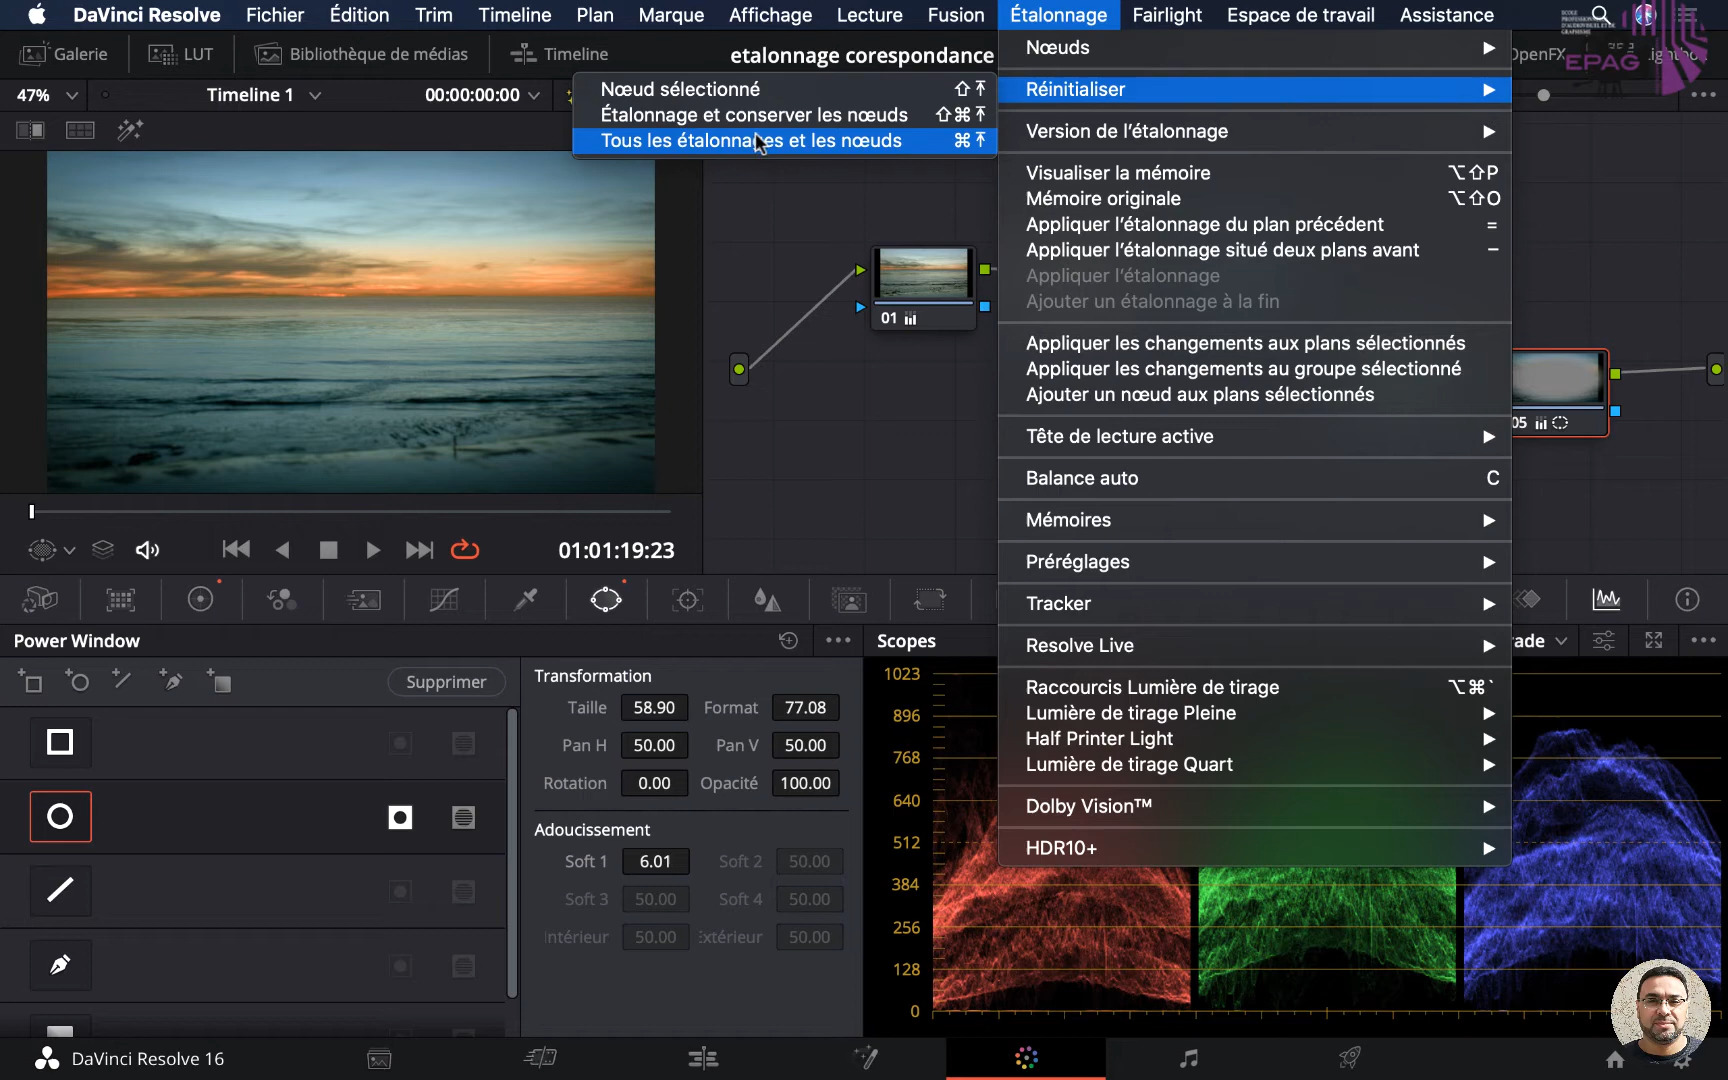 DaVinci Resolve Fichier Édition Trim Timeline Plan Marque Affichage Lecture Fusion Étalonnage Fairlight Espace de travail Assistance
Galerie LUT Bibliothèque de médias Timeline etalonnage corespondance OpenFX Lightbox
EPAG
47% Timeline 1 00:00:00:00
Nœud sélectionné ⇧⤒
Étalonnage et conserver les nœuds ⇧⌘⤒
Tous les étalonnages et les nœuds ⌘⤒
Nœuds
Réinitialiser
Version de l’étalonnage
Visualiser la mémoire ⌥⇧P
Mémoire originale ⌥⇧O
Appliquer l’étalonnage du plan précédent =
Appliquer l’étalonnage situé deux plans avant –
Appliquer l’étalonnage
Ajouter un étalonnage à la fin
Appliquer les changements aux plans sélectionnés
Appliquer les changements au groupe sélectionné
Ajouter un nœud aux plans sélectionnés
Tête de lecture active
Balance auto C
Mémoires
Préréglages
Tracker
Resolve Live
Raccourcis Lumière de tirage ⌥⌘`
Lumière de tirage Pleine
Half Printer Light
Lumière de tirage Quart
Dolby Vision™
HDR10+
01
05
01:01:19:23
Power Window
Supprimer
Transformation
Taille 58.90 Format 77.08
Pan H 50.00 Pan V 50.00
Rotation 0.00 Opacité 100.00
Adoucissement
Soft 1 6.01 Soft 2 50.00
Soft 3 50.00 Soft 4 50.00
Intérieur 50.00 Extérieur 50.00
Scopes
rade
1023
896
768
640
512
384
256
128
0
DaVinci Resolve 16